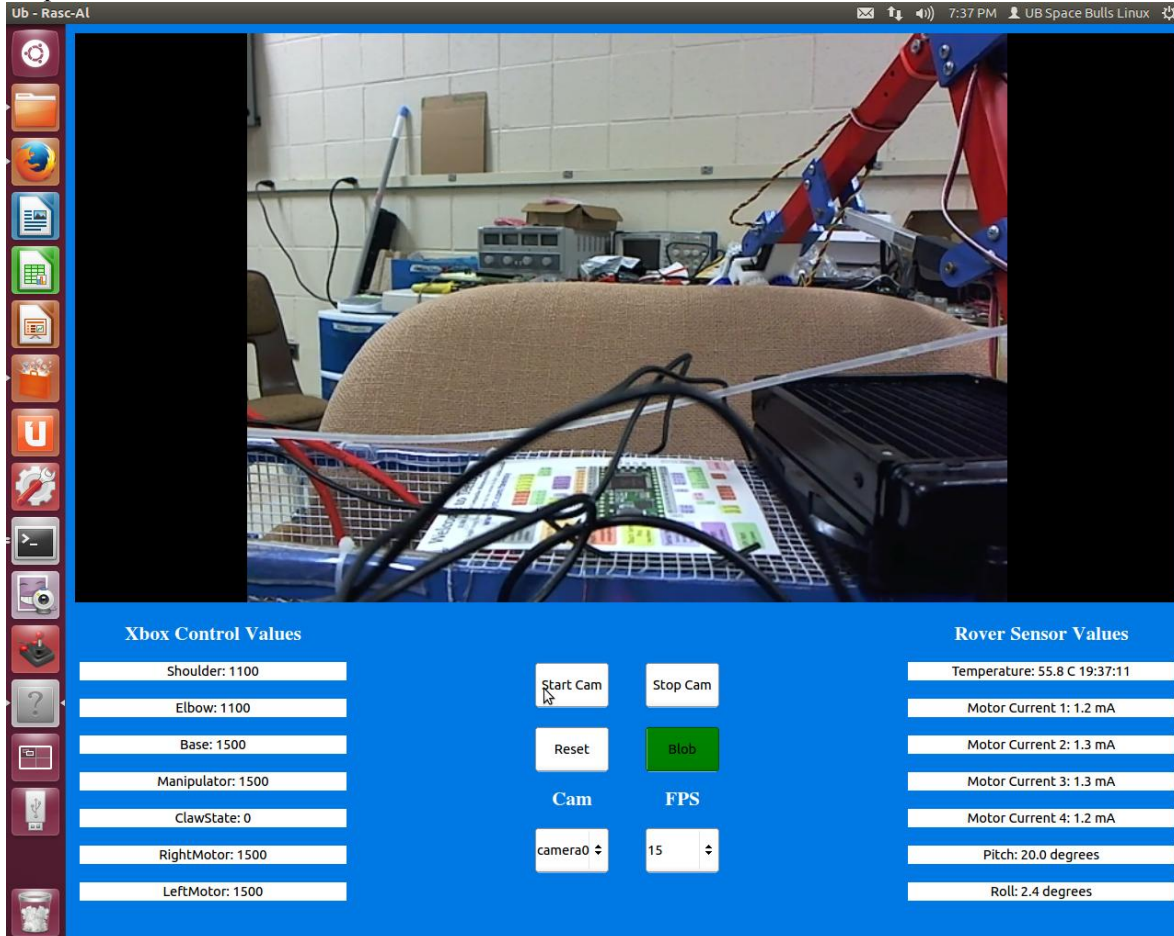 Ub - Rasc-Al
7:37 PM UB Space Bulls Linux
Welcome to
Xbox Control Values
Shoulder: 1100
Elbow: 1100
Base: 1500
Manipulator: 1500
ClawState: 0
RightMotor: 1500
LeftMotor: 1500
Start Cam
Stop Cam
Reset
Blob
Cam
FPS
camera0
15
Rover Sensor Values
Temperature: 55.8 C 19:37:11
Motor Current 1: 1.2 mA
Motor Current 2: 1.3 mA
Motor Current 3: 1.3 mA
Motor Current 4: 1.2 mA
Pitch: 20.0 degrees
Roll: 2.4 degrees